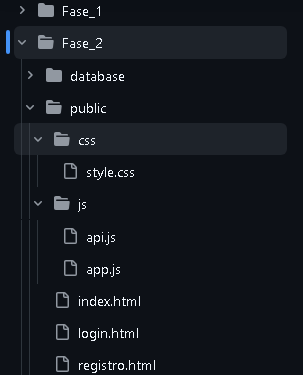 Fase_1
Fase_2
database
public
css
style.css
js
api.js
app.js
index.html
login.html
registro.html